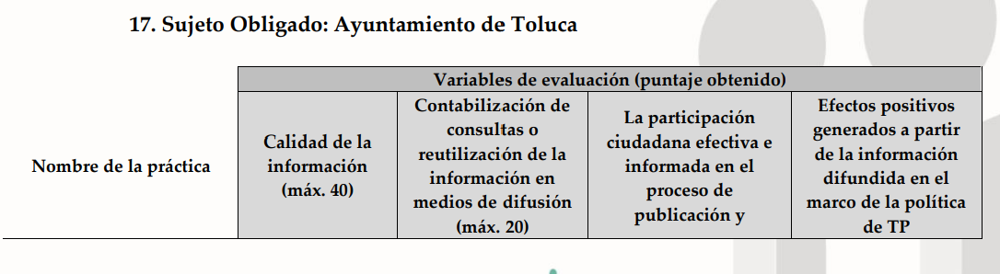 17. Sujeto Obligado: Ayuntamiento de Toluca
Variables de evaluación (puntaje obtenido)
Nombre de la práctica
Calidad de la
información
(máx. 40)
Contabilización de
consultas o
reutilización de la
información en
medios de difusión
(máx. 20)
La participación
ciudadana efectiva e
informada en el
proceso de
publicación y
Efectos positivos
generados a partir
de la información
difundida en el
marco de la política
de TP